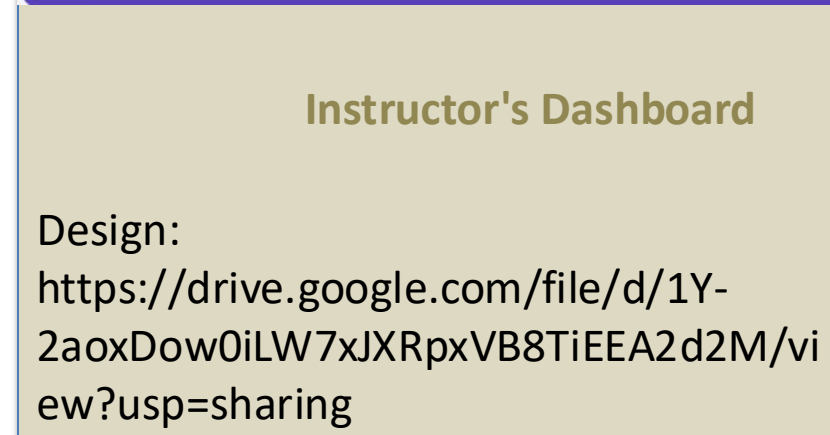 Instructor's Dashboard
Design:
https://drive.google.com/file/d/1Y-
2aoxDow0iLW7xJXRpxVB8TiEEA2d2M/vi
ew?usp=sharing